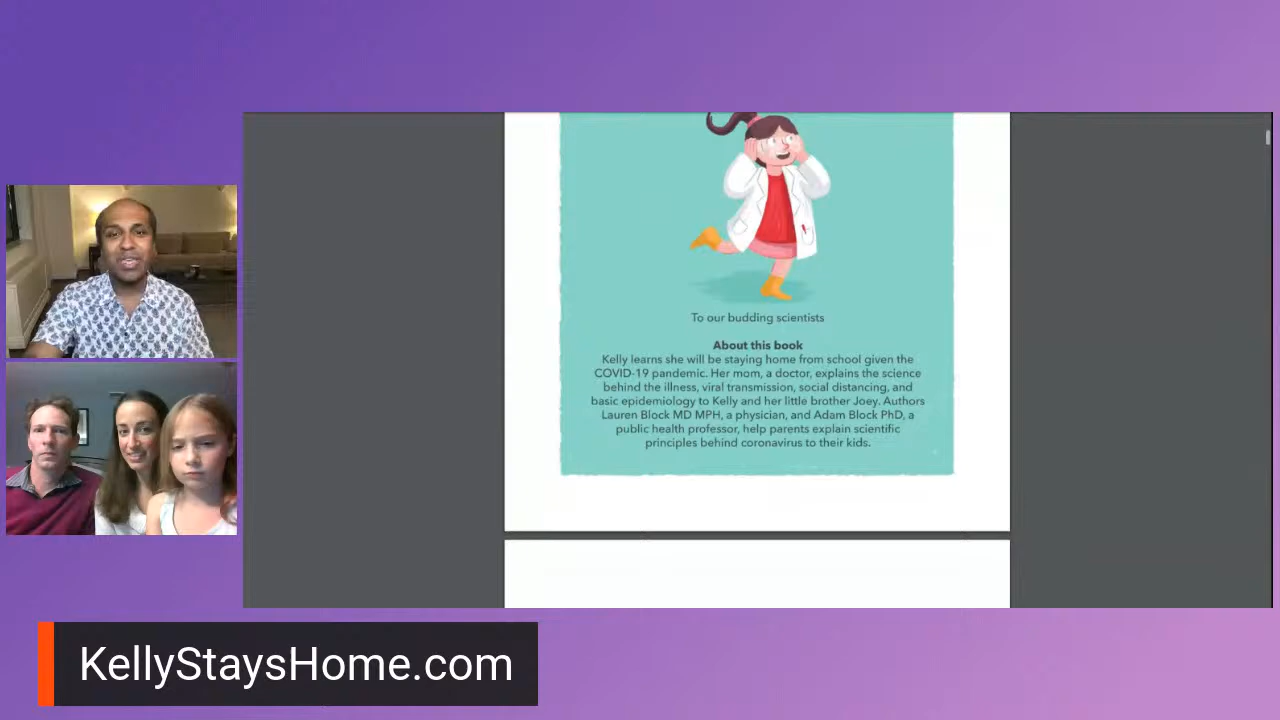 To our budding scientists
About this book
Kelly learns she will be staying home from school given the
COVID-19 pandemic. Her mom, a doctor, explains the science
behind the illness, viral transmission, social distancing, and
basic epidemiology to Kelly and her little brother Joey. Authors
Lauren Block MD MPH, a physician, and Adam Block PhD, a
public health professor, help parents explain scientific
principles behind coronavirus to their kids.
KellyStaysHome.com